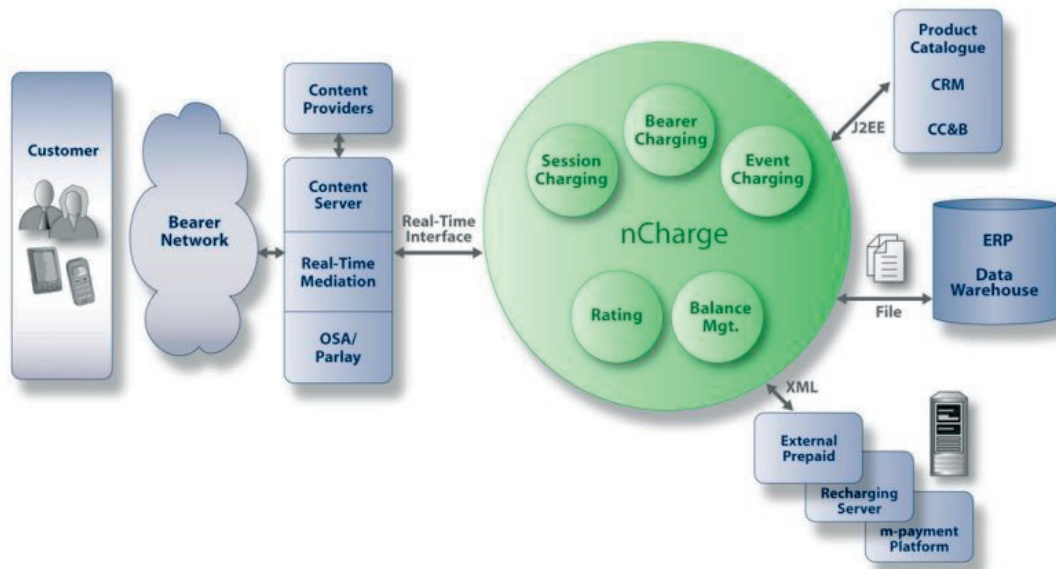 Customer
Bearer
Network
Content
Providers
Content
Server
Real-Time
Mediation
OSA/
Parlay
Real-Time
Interface
nCharge
Session
Charging
Bearer
Charging
Event
Charging
Rating
Balance
Mgt.
J2EE
Product
Catalogue
CRM
CC&B
File
ERP
Data
Warehouse
XML
External
Prepaid
Recharging
Server
m-payment
Platform